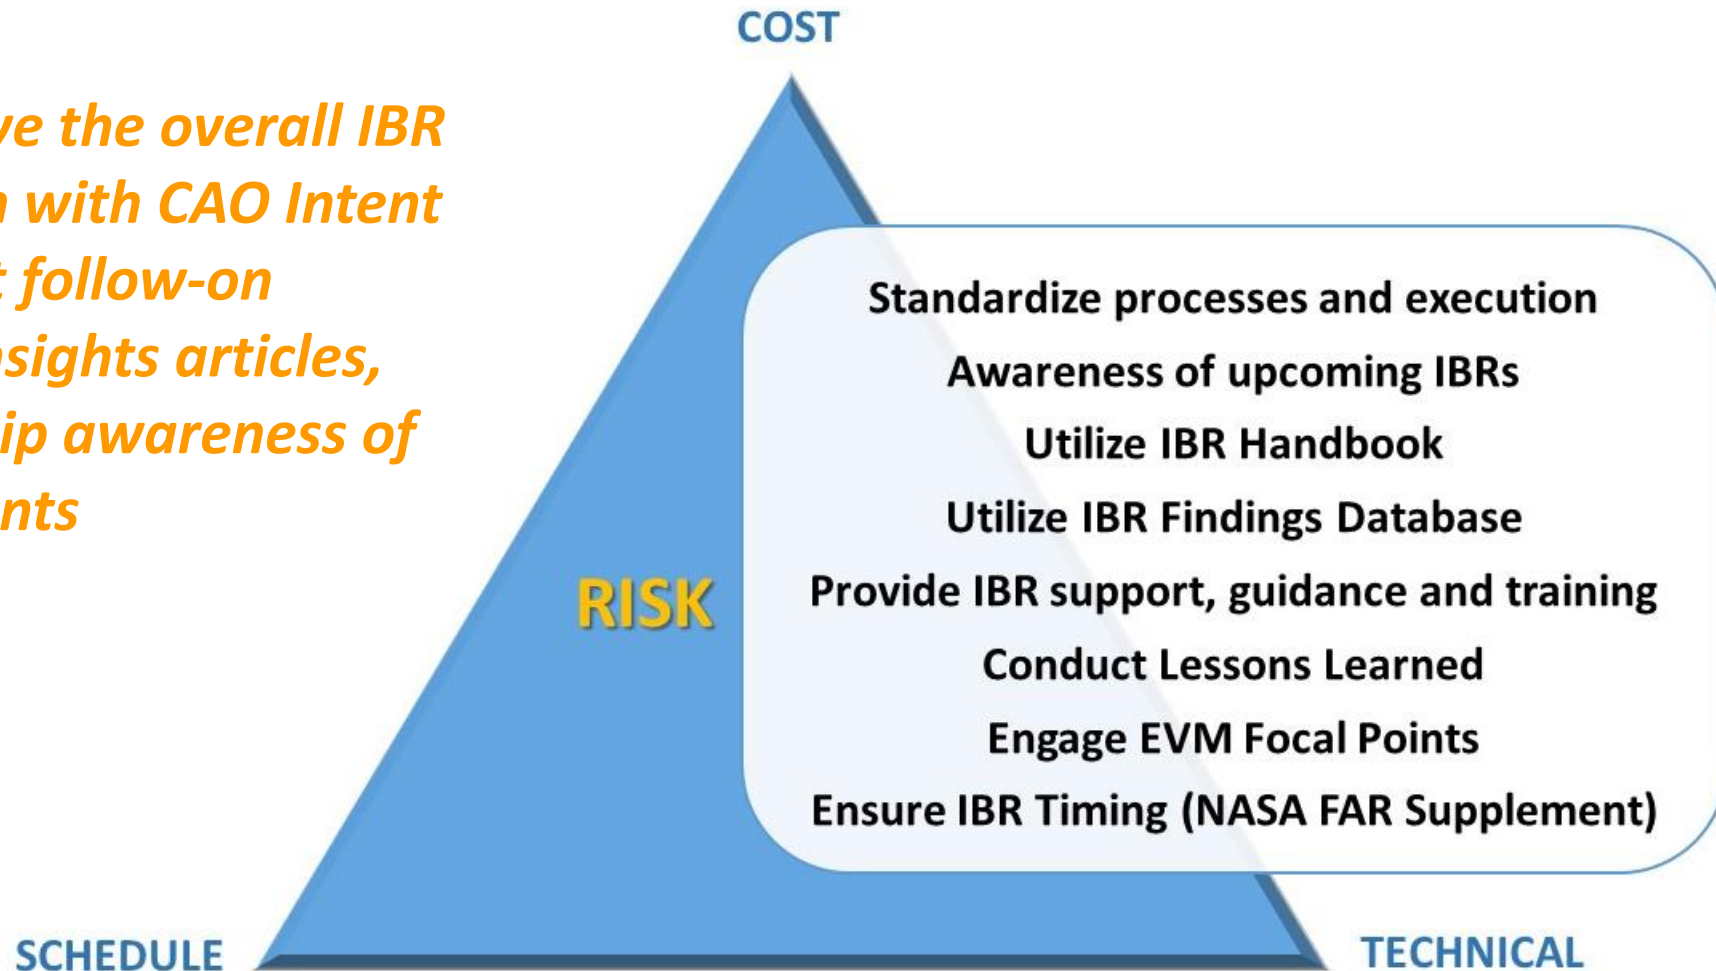 COST
ve the overall IBR
with CAO Intent
follow-on
nsights articles,
ip awareness of
nts
Standardize processes and execution
Awareness of upcoming IBRs
Utilize IBR Handbook
Utilize IBR Findings Database
Provide IBR support, guidance and training
Conduct Lessons Learned
Engage EVM Focal Points
Ensure IBR Timing (NASA FAR Supplement)
RISK
SCHEDULE
TECHNICAL